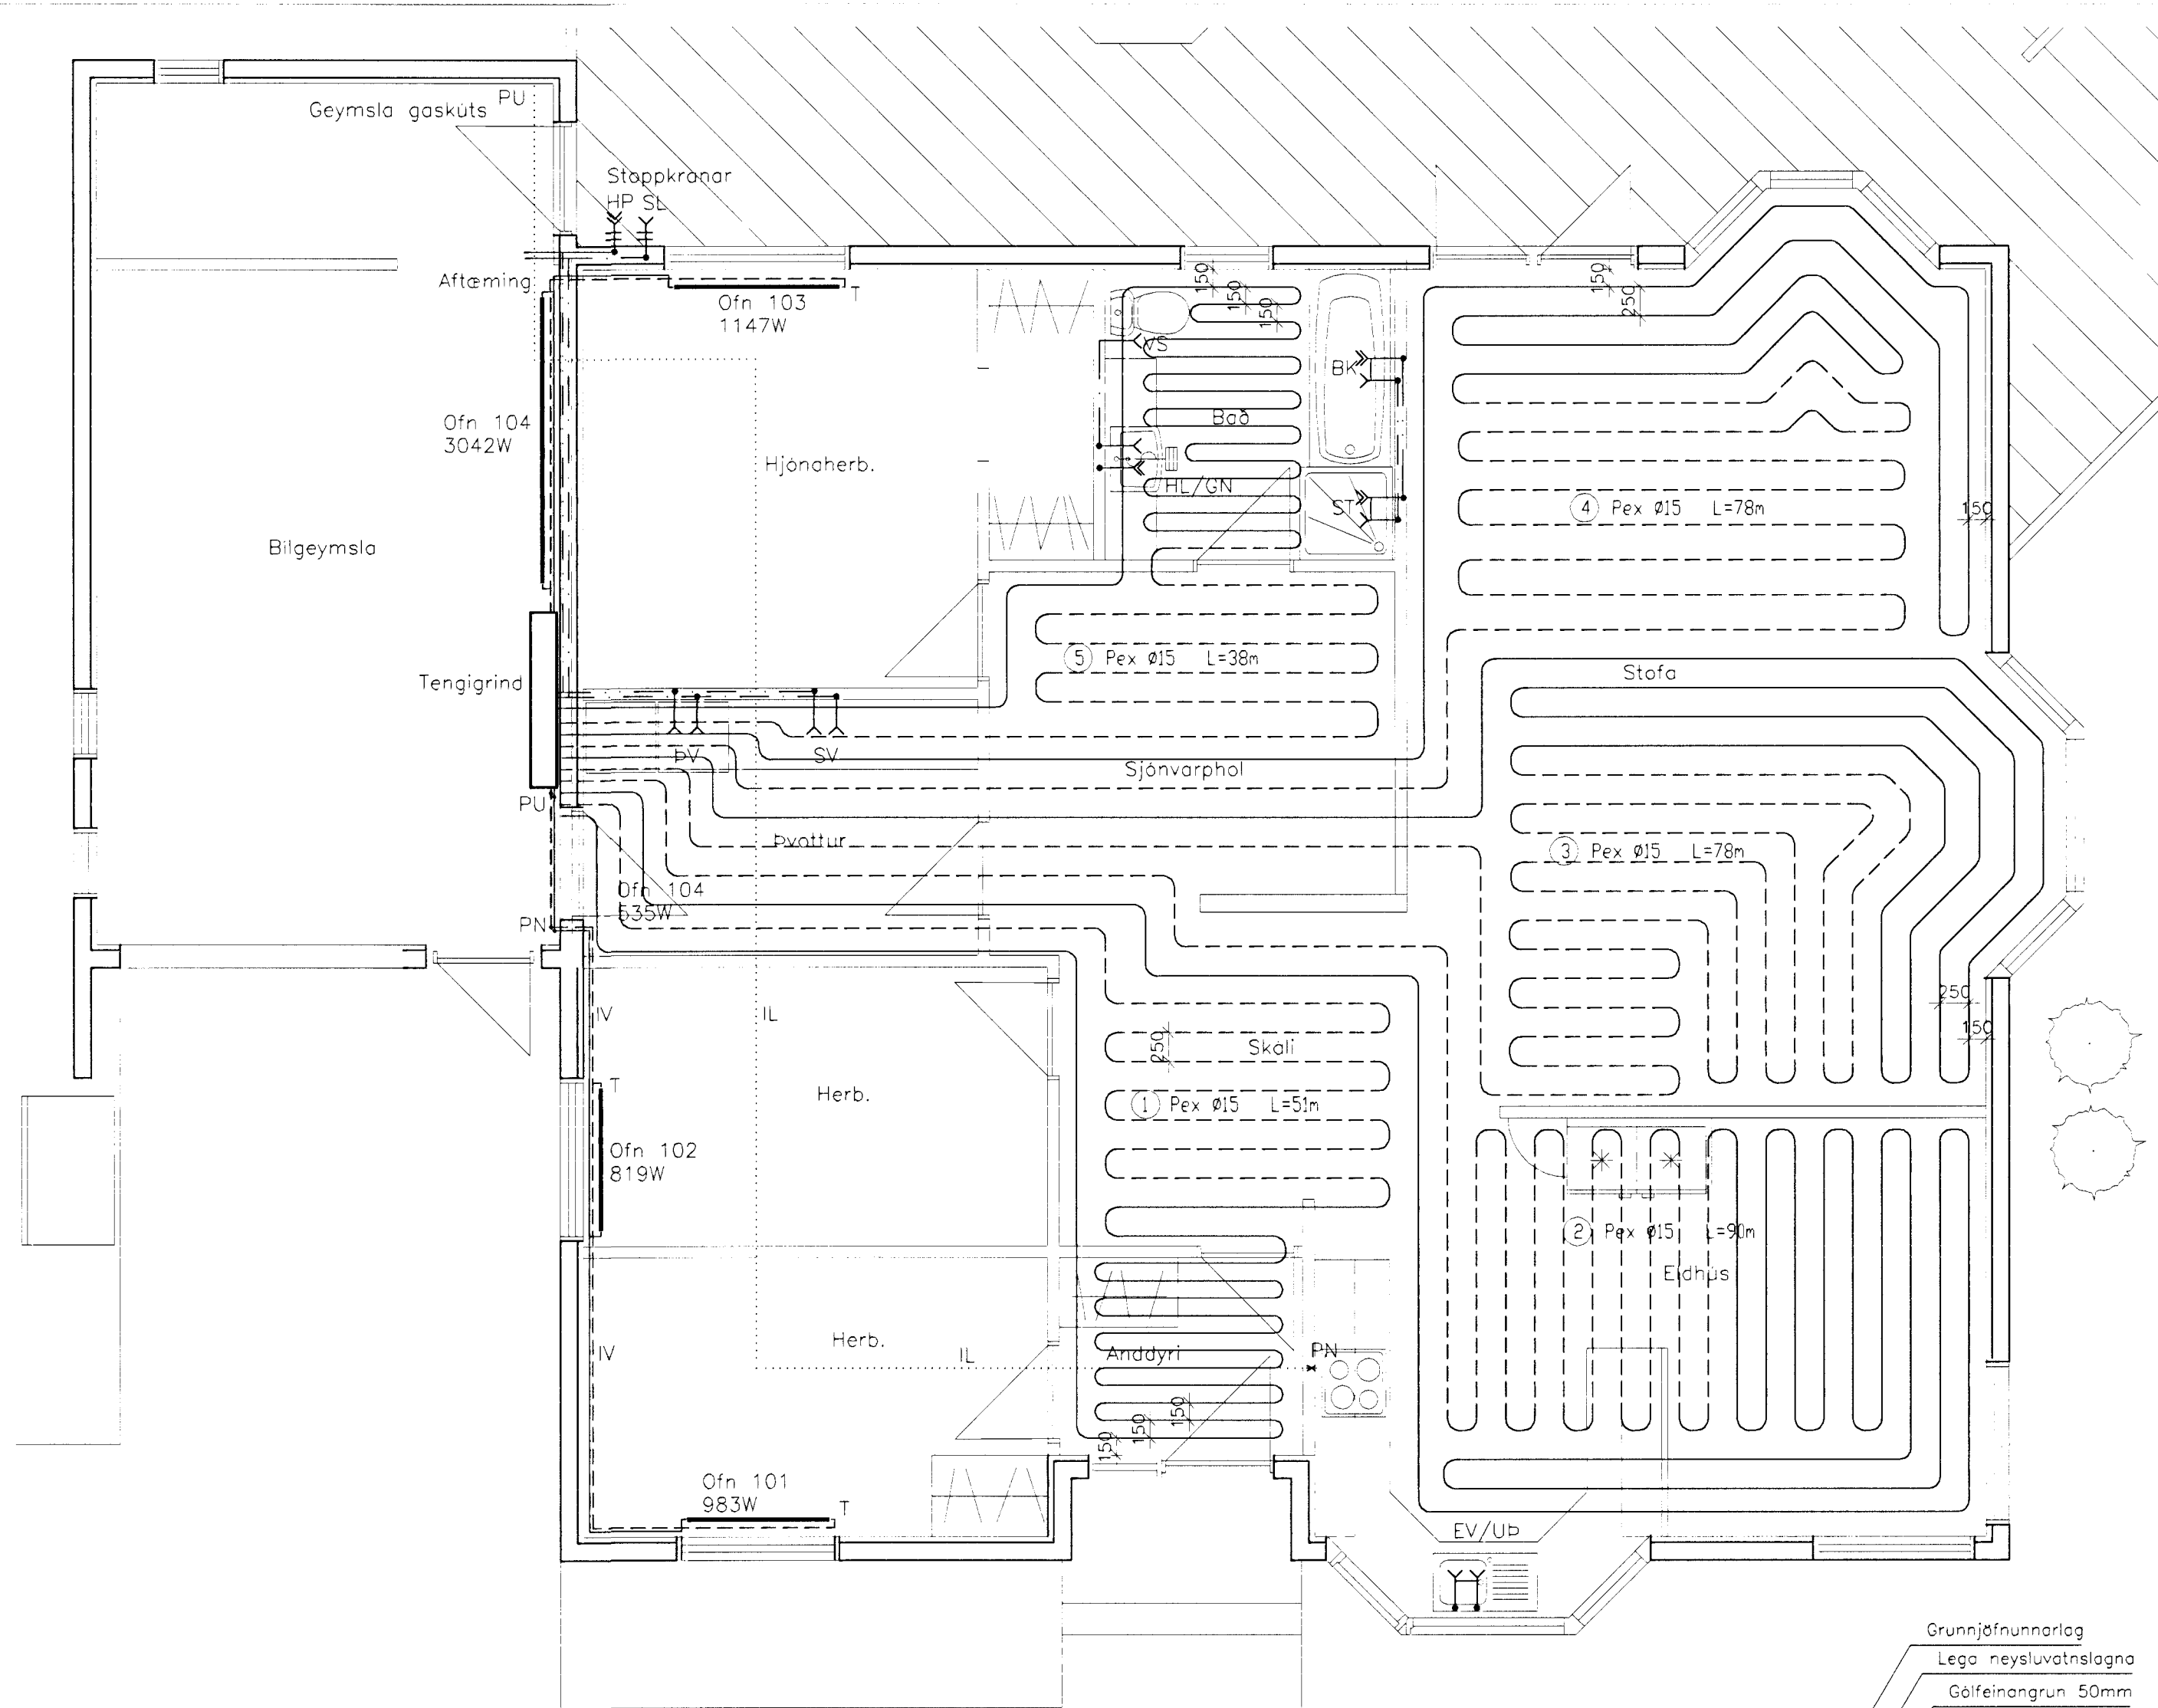 Geymsla gaskúts
PU
Stoppkranar
HP SL
Aftæming
Ofn 103
1147W
T
150
150
150
150
250
VS
BK
Bað
Ofn 104
3042W
Hjónaherb.
HL/GN
ST
4 Pex Ø15 L=78m
150
Bílgeymsla
5 Pex Ø15 L=38m
Tengigrind
Stofa
ÞV
SV
Sjónvarphol
PU
Þvottur
3 Pex Ø15 L=78m
Ofn 104
535W
PN
250
150
IV
IL
250
Skáli
T
Herb.
1 Pex Ø15 L=51m
Ofn 102
819W
2 Pex Ø15 L=90m
Eldhús
Herb.
IV
IL
Anddyri
PN
150
150
150
Ofn 101
983W
T
EV/UÞ
Grunnjöfnunnarlag
Lega neysluvatnslagna
Gólfeinangrun 50mm